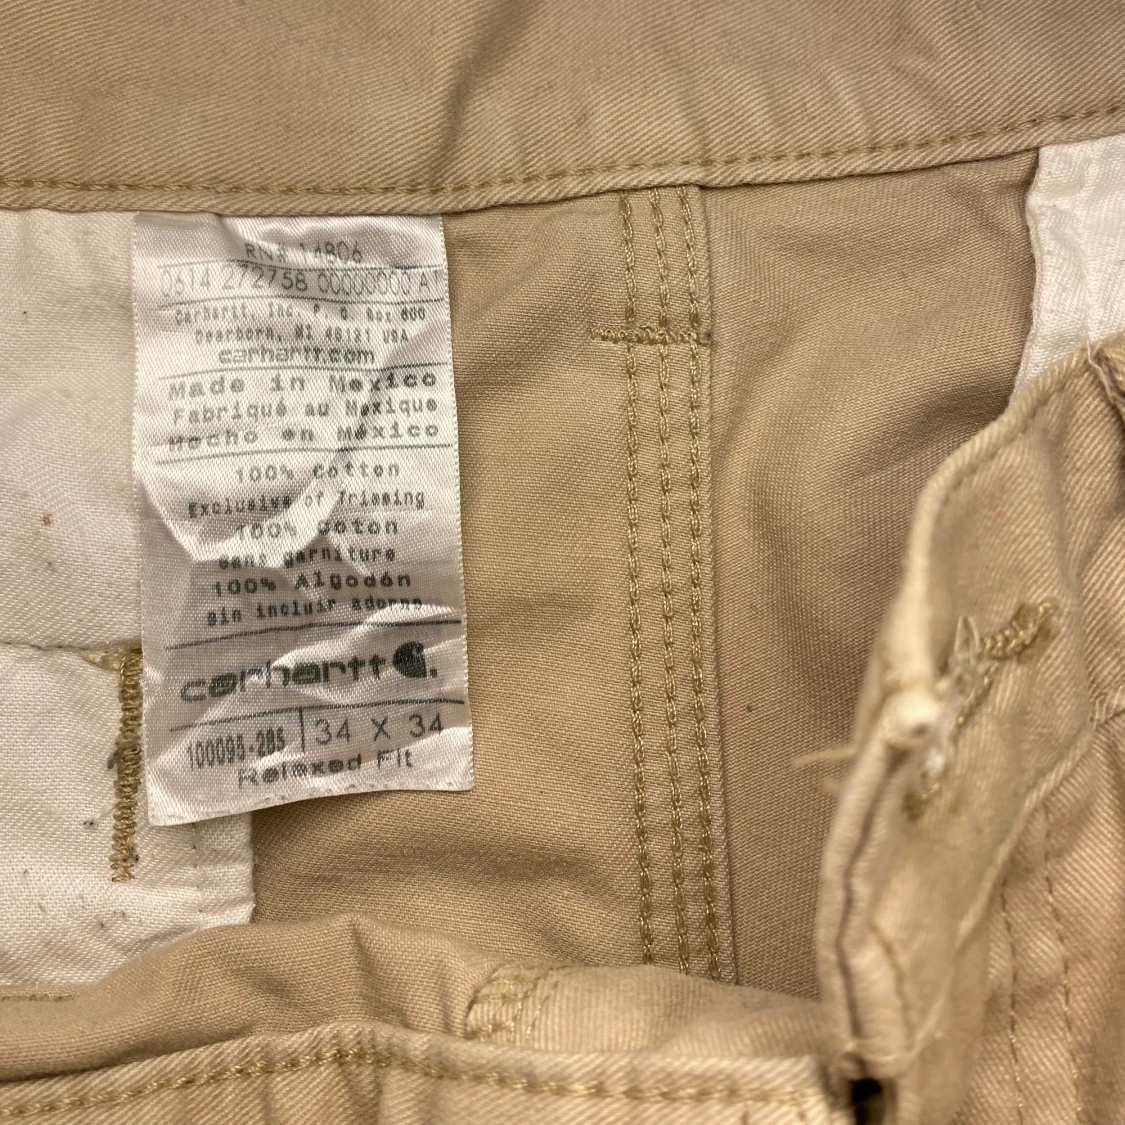 RN# 14806
0614 272758 00000000 A1
Carhartt, Inc. P. O. Box 600
Dearborn, MI 48121 USA
carhartt.com
Made in Mexico
Fabriqué au Mexique
Hecho en México
100% Cotton
Exclusive of Trimming
100% Coton
sans garniture
100% Algodón
sin incluir adorno
carhartt
34 X 34
Relaxed Fit